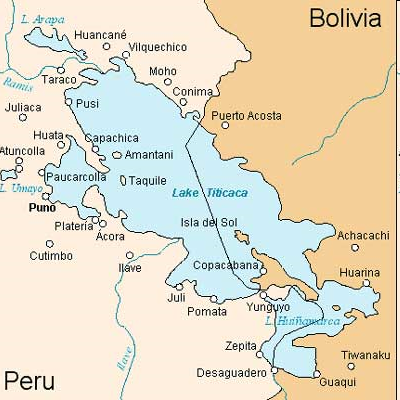 L. Arapa
Huancané
Bolivia
Vilquechico
Moho
Ramis
Taraco
Conima
Pusi
Juliaca
Puerto Acosta
Huata
Capachica
Atuncolla
Amantani
Paucarcolla
Taquile
L. Umayo
Lake Titicaca
Puno
Plateria
Isla del Sol
Acora
Achacachi
Cutimbo
Ilave
Copacabana
Huarina
Juli
Pomata
Yunguyo
L. Huiñamarca
Zepita
Ilave
Tiwanaku
Desaguadero
Guaqui
Peru